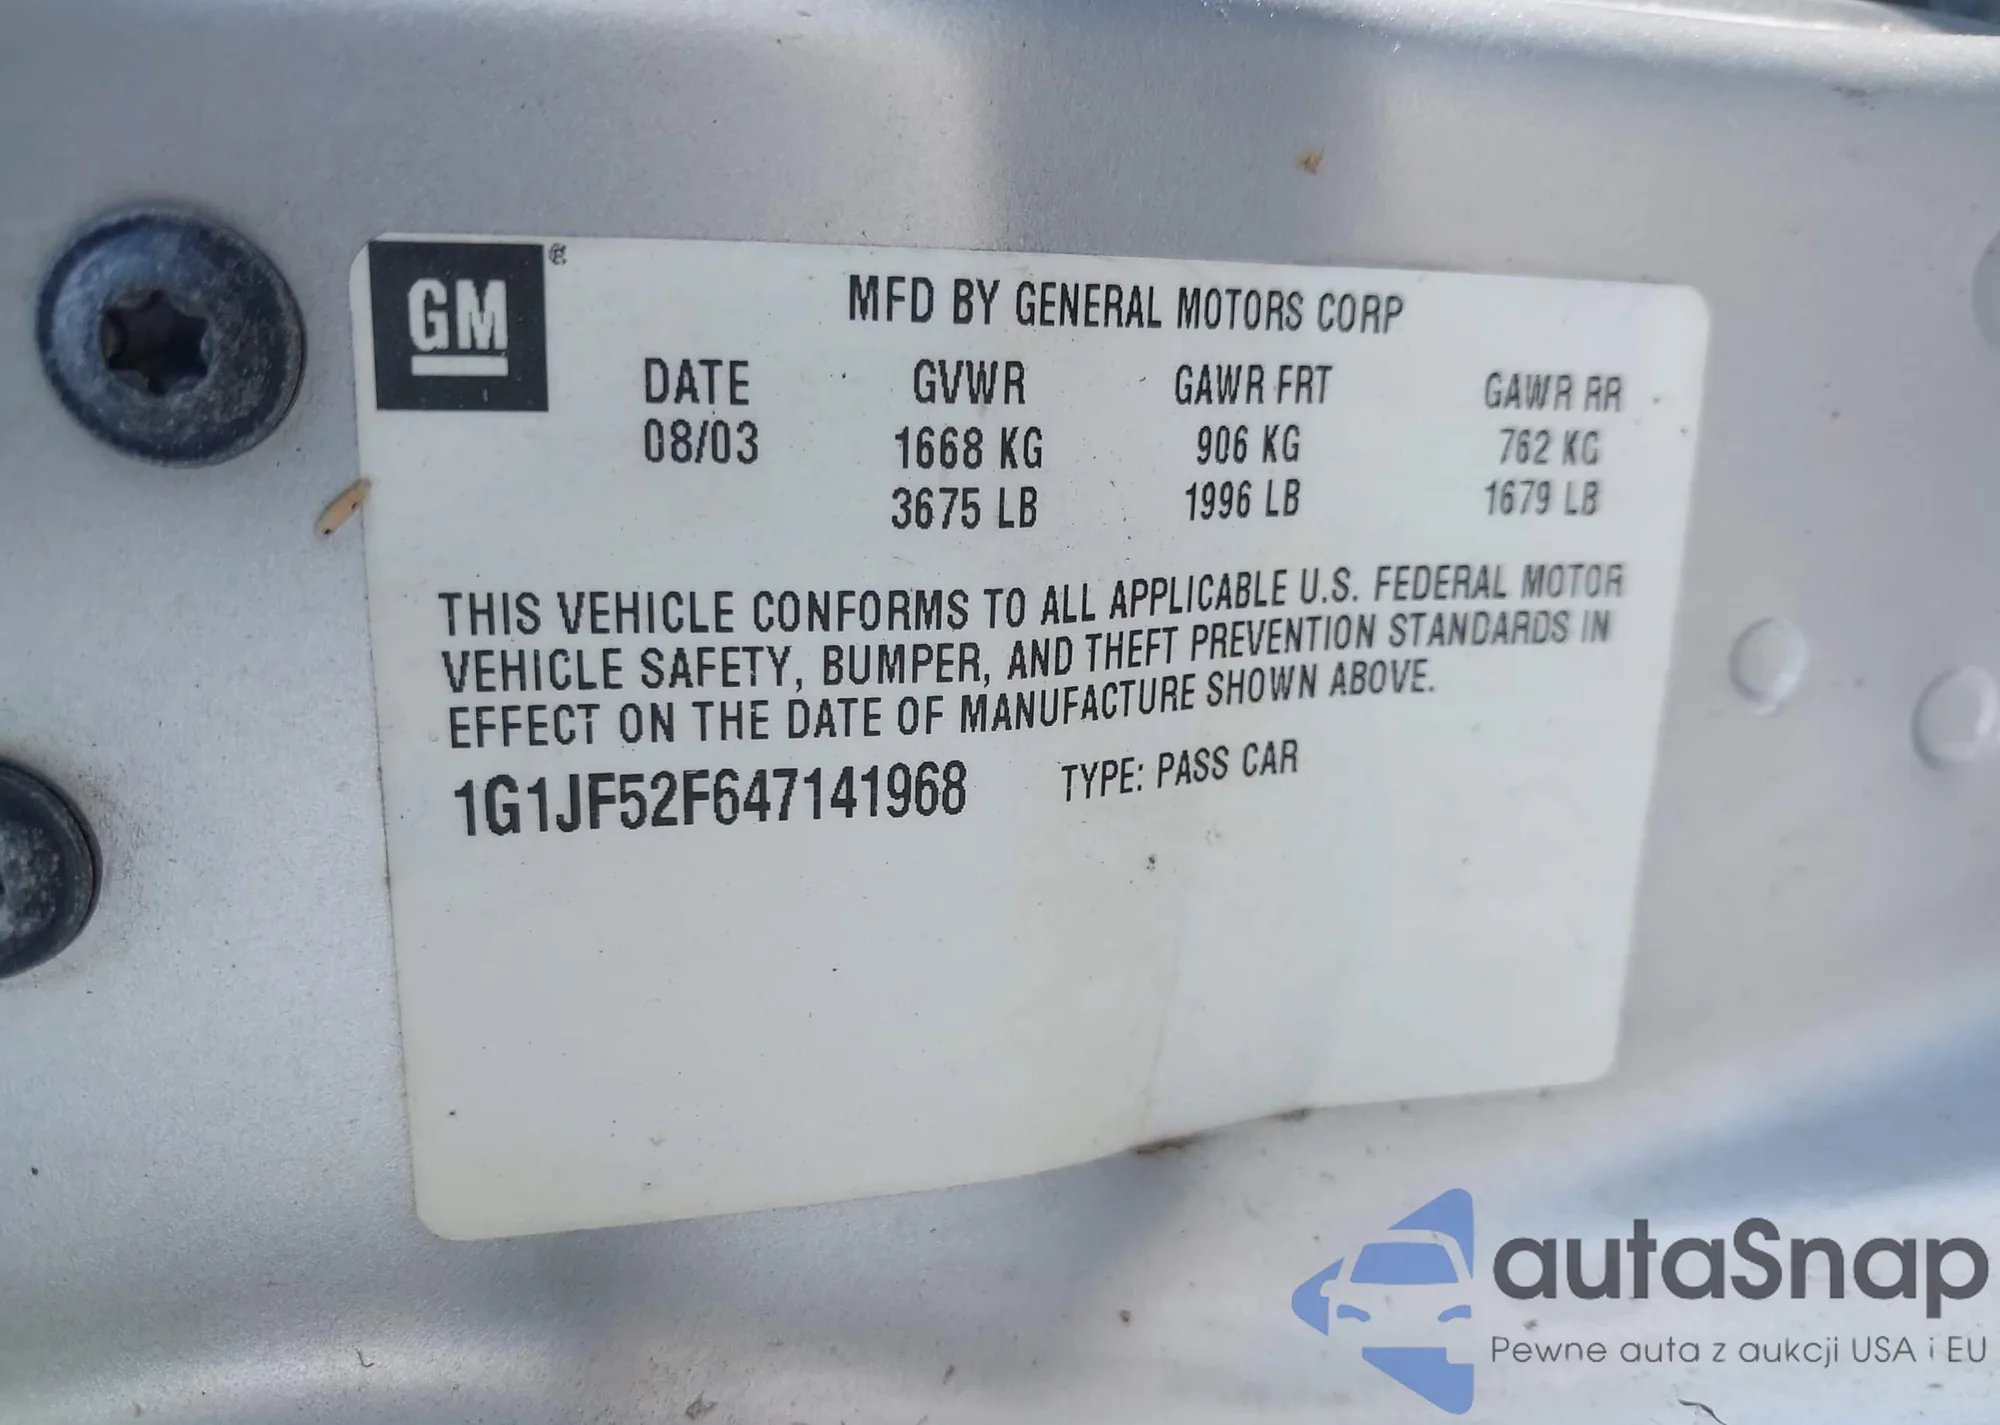 GM®
MFD BY GENERAL MOTORS CORP
DATE GVWR GAWR FRT GAWR RR
08/03 1668 KG 906 KG 762 KG
3675 LB 1996 LB 1679 LB
THIS VEHICLE CONFORMS TO ALL APPLICABLE U.S. FEDERAL MOTOR
VEHICLE SAFETY, BUMPER, AND THEFT PREVENTION STANDARDS IN
EFFECT ON THE DATE OF MANUFACTURE SHOWN ABOVE.
1G1JF52F647141968 TYPE: PASS CAR
autaSnap
Pewne auta z aukcji USA i EU